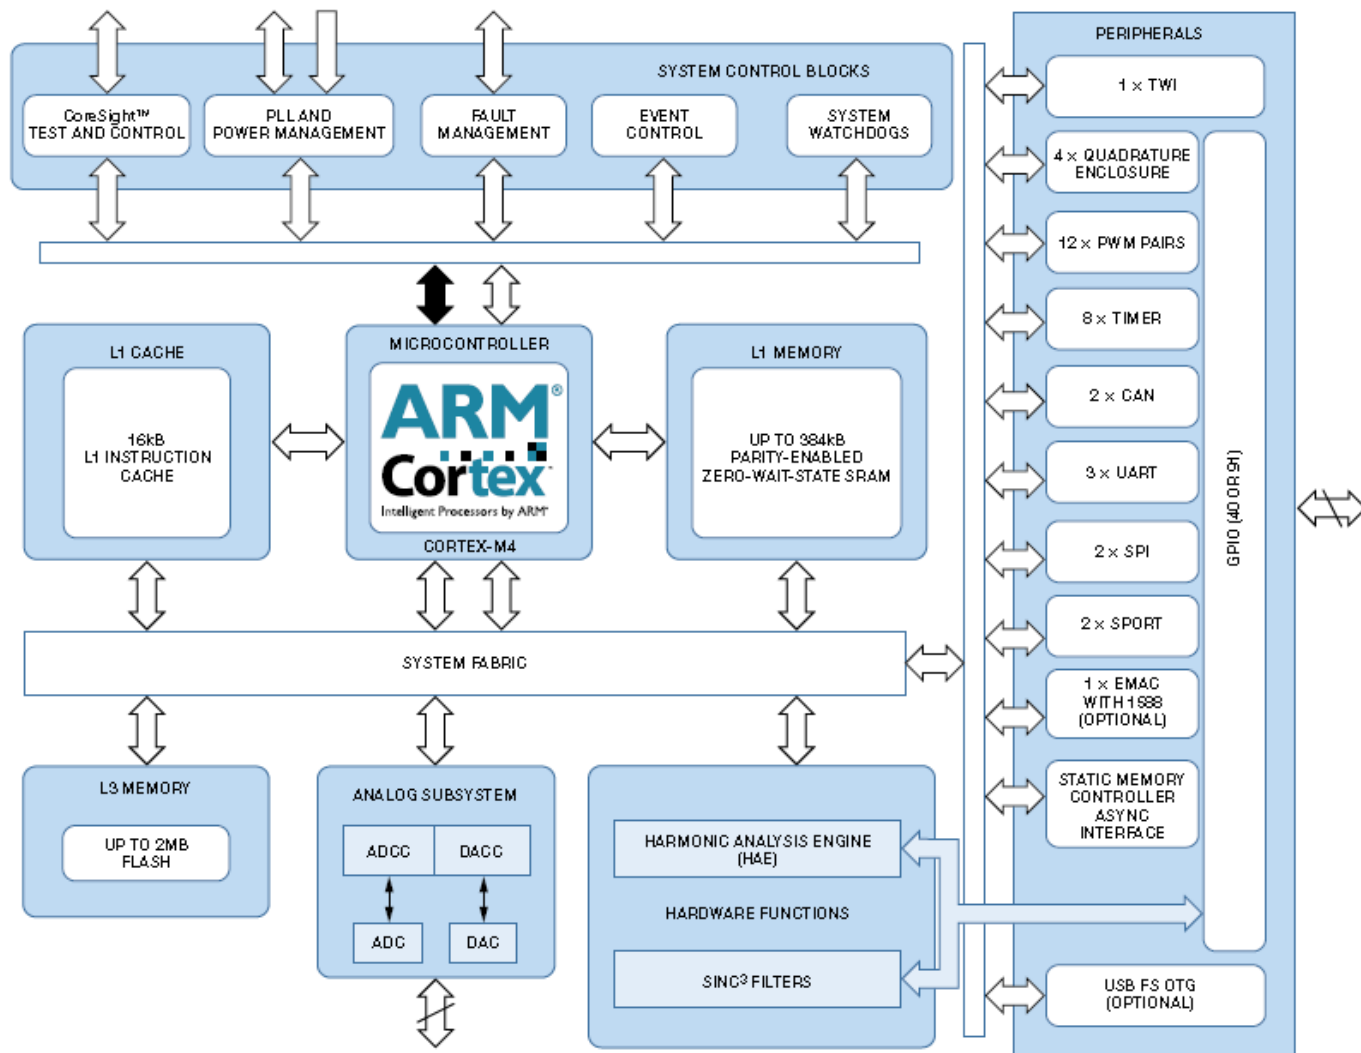 SYSTEM CONTROL BLOCKS
CoreSight™
TEST AND CONTROL
PLL AND
POWER MANAGEMENT
FAULT
MANAGEMENT
EVENT
CONTROL
SYSTEM
WATCHDOGS
L1 CACHE
16kB
L1 INSTRUCTION
CACHE
MICROCONTROLLER
ARM®
Cortex™
Intelligent Processors by ARM®
CORTEX-M4
L1 MEMORY
UP TO 384kB
PARITY-ENABLED
ZERO-WAIT-STATE SRAM
SYSTEM FABRIC
L3 MEMORY
UP TO 2MB
FLASH
ANALOG SUBSYSTEM
ADCC
DACC
ADC
DAC
HARMONIC ANALYSIS ENGINE
(HAE)
HARDWARE FUNCTIONS
SINC³ FILTERS
PERIPHERALS
1 × TWI
4 × QUADRATURE
ENCLOSURE
12 × PWM PAIRS
8 × TIMER
2 × CAN
3 × UART
2 × SPI
2 × SPORT
1 × EMAC
WITH 1588
(OPTIONAL)
STATIC MEMORY
CONTROLLER
ASYNC
INTERFACE
USB FS OTG
(OPTIONAL)
GPIO (40 OR 91)